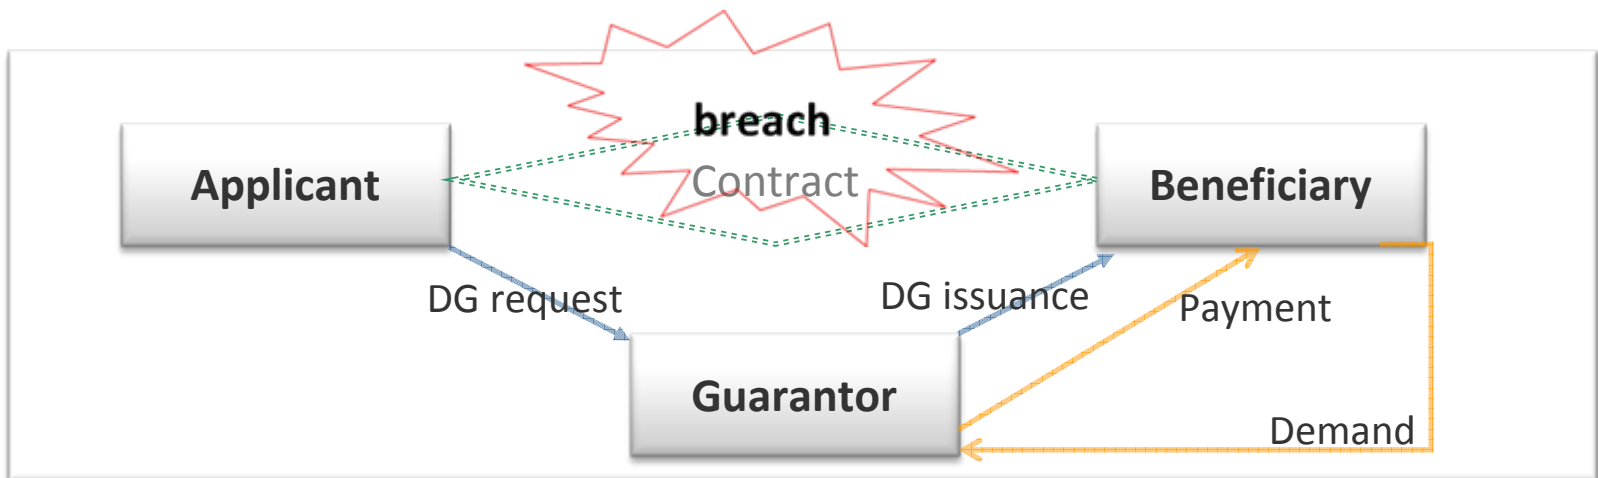 breach
Contract
Applicant
Beneficiary
DG request
DG issuance
Payment
Guarantor
Demand